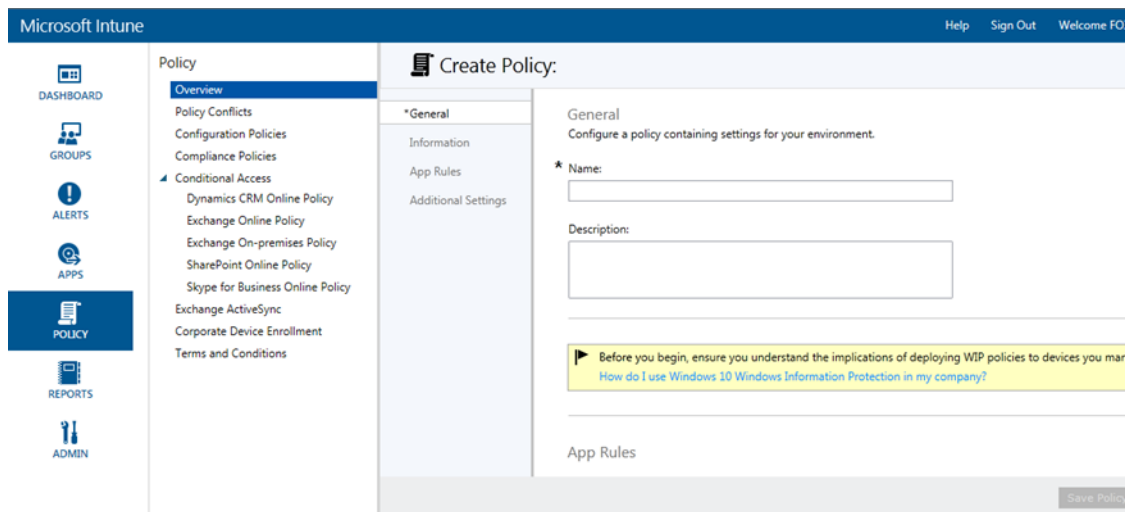 Microsoft Intune
Help Sign Out Welcome FO
DASHBOARD
GROUPS
ALERTS
APPS
POLICY
REPORTS
ADMIN
Policy
Overview
Policy Conflicts
Configuration Policies
Compliance Policies
Conditional Access
Dynamics CRM Online Policy
Exchange Online Policy
Exchange On-premises Policy
SharePoint Online Policy
Skype for Business Online Policy
Exchange ActiveSync
Corporate Device Enrollment
Terms and Conditions
Create Policy:
*General
Information
App Rules
Additional Settings
General
Configure a policy containing settings for your environment.
* Name:
Description:
Before you begin, ensure you understand the implications of deploying WIP policies to devices you mar
How do I use Windows 10 Windows Information Protection in my company?
App Rules
Save Policy